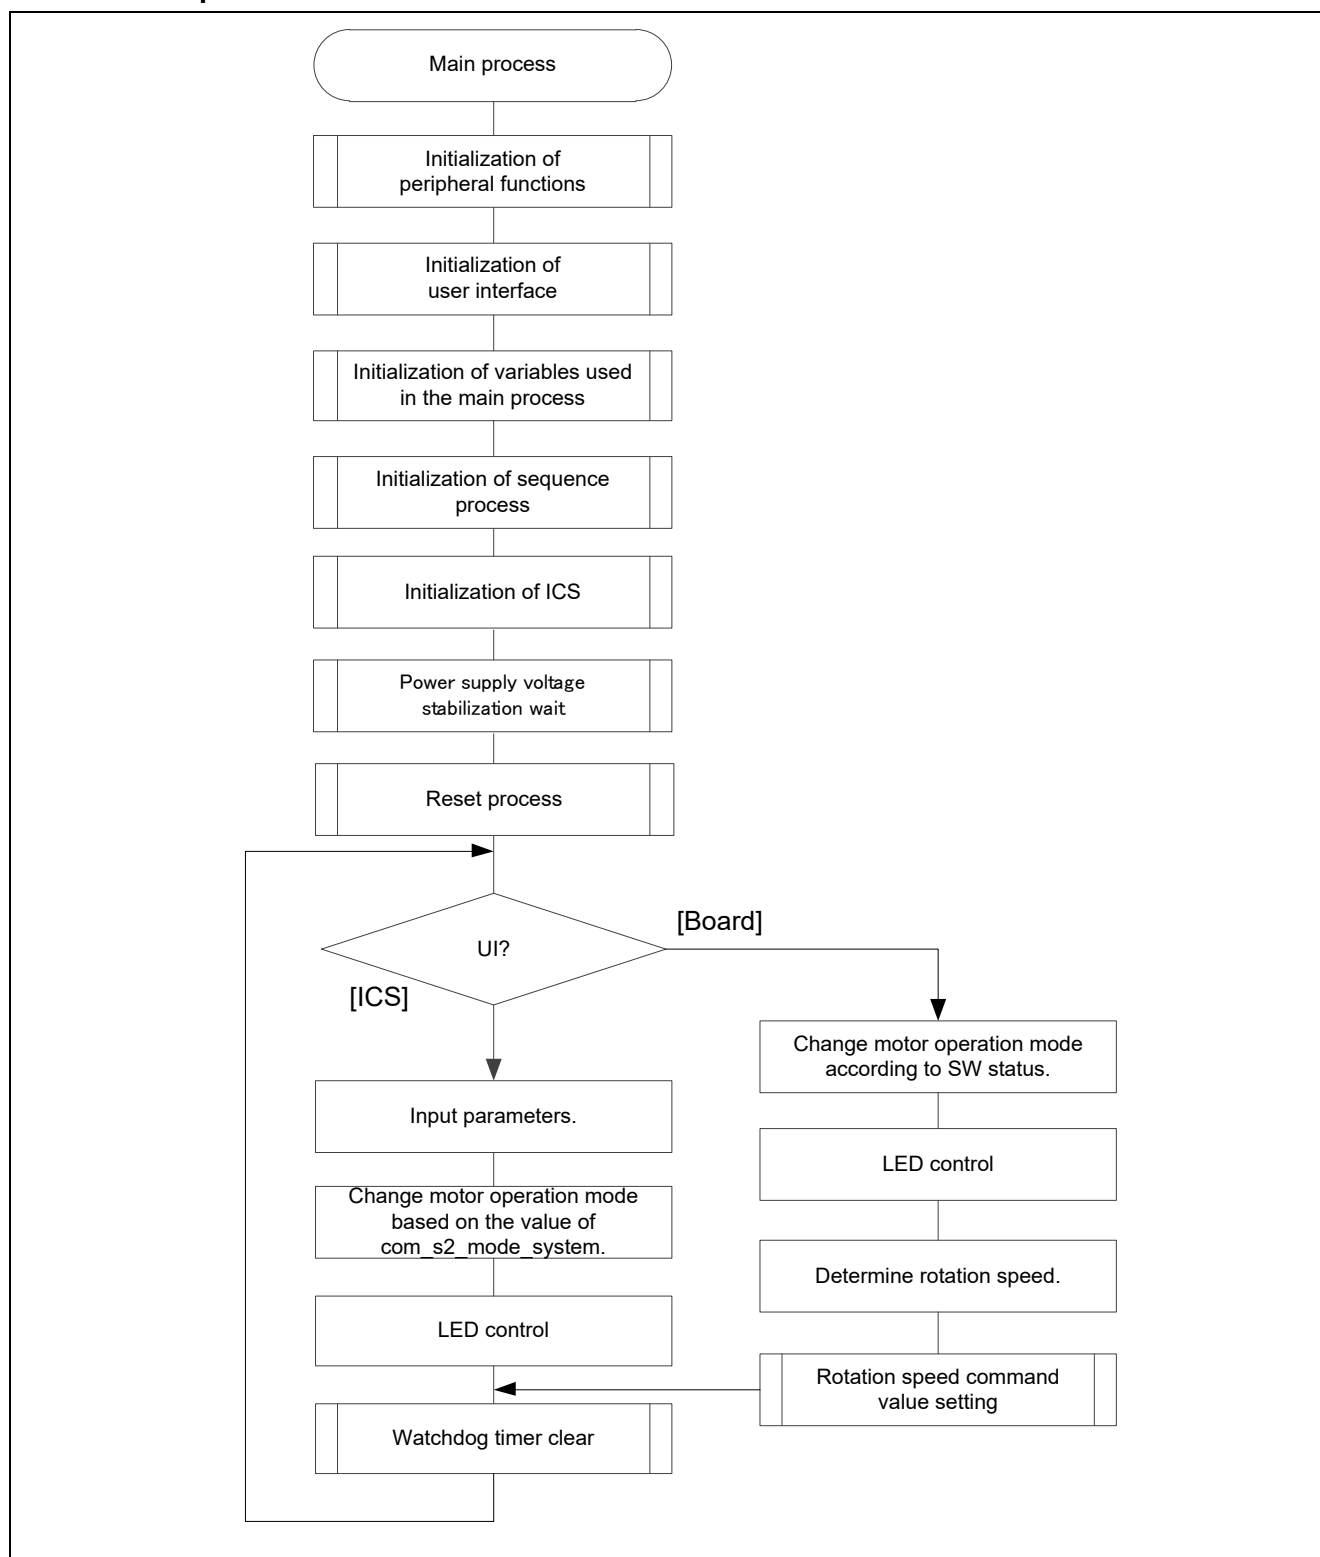 Main process
Initialization of
peripheral functions
Initialization of
user interface
Initialization of variables used
in the main process
Initialization of sequence
process
Initialization of ICS
Power supply voltage
stabilization wait
Reset process
UI?
[Board]
[ICS]
Input parameters.
Change motor operation mode
based on the value of
com_s2_mode_system.
LED control
Change motor operation mode
according to SW status.
LED control
Determine rotation speed.
Rotation speed command
value setting
Watchdog timer clear